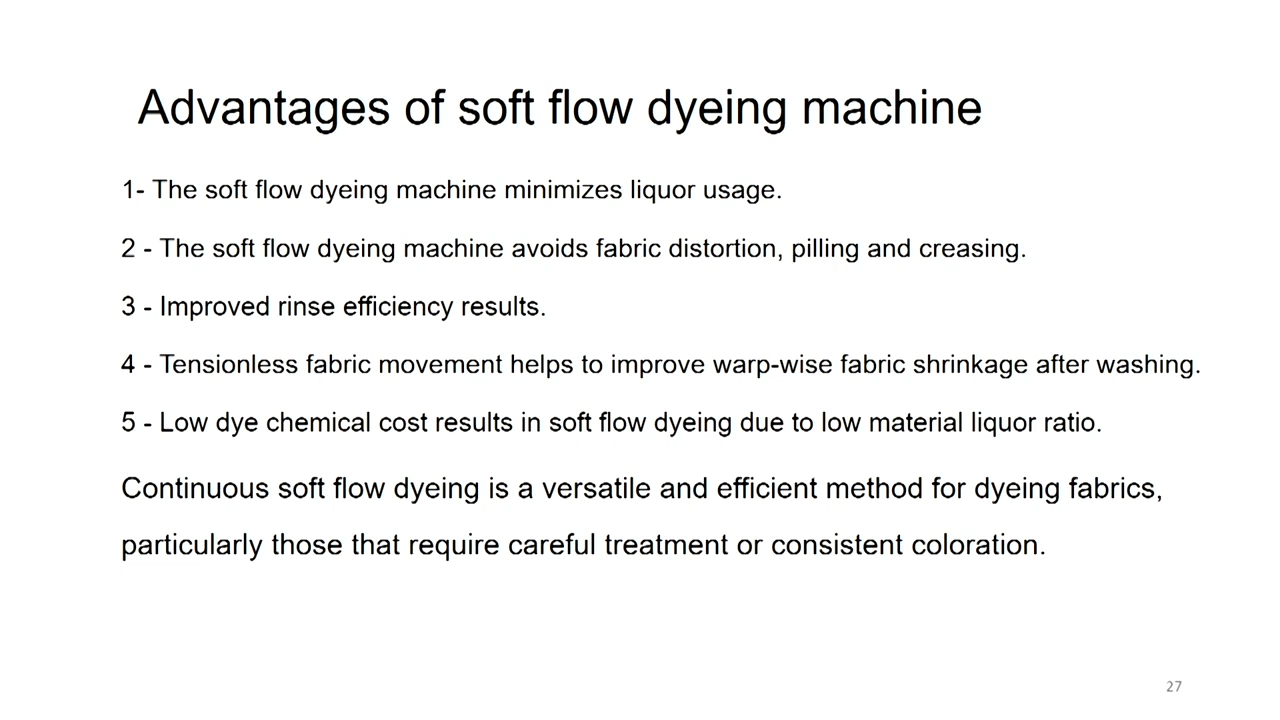 Advantages of soft flow dyeing machine
1- The soft flow dyeing machine minimizes liquor usage.
2 - The soft flow dyeing machine avoids fabric distortion, pilling and creasing.
3 - Improved rinse efficiency results.
4 - Tensionless fabric movement helps to improve warp-wise fabric shrinkage after washing.
5 - Low dye chemical cost results in soft flow dyeing due to low material liquor ratio.
Continuous soft flow dyeing is a versatile and efficient method for dyeing fabrics,
particularly those that require careful treatment or consistent coloration.
27